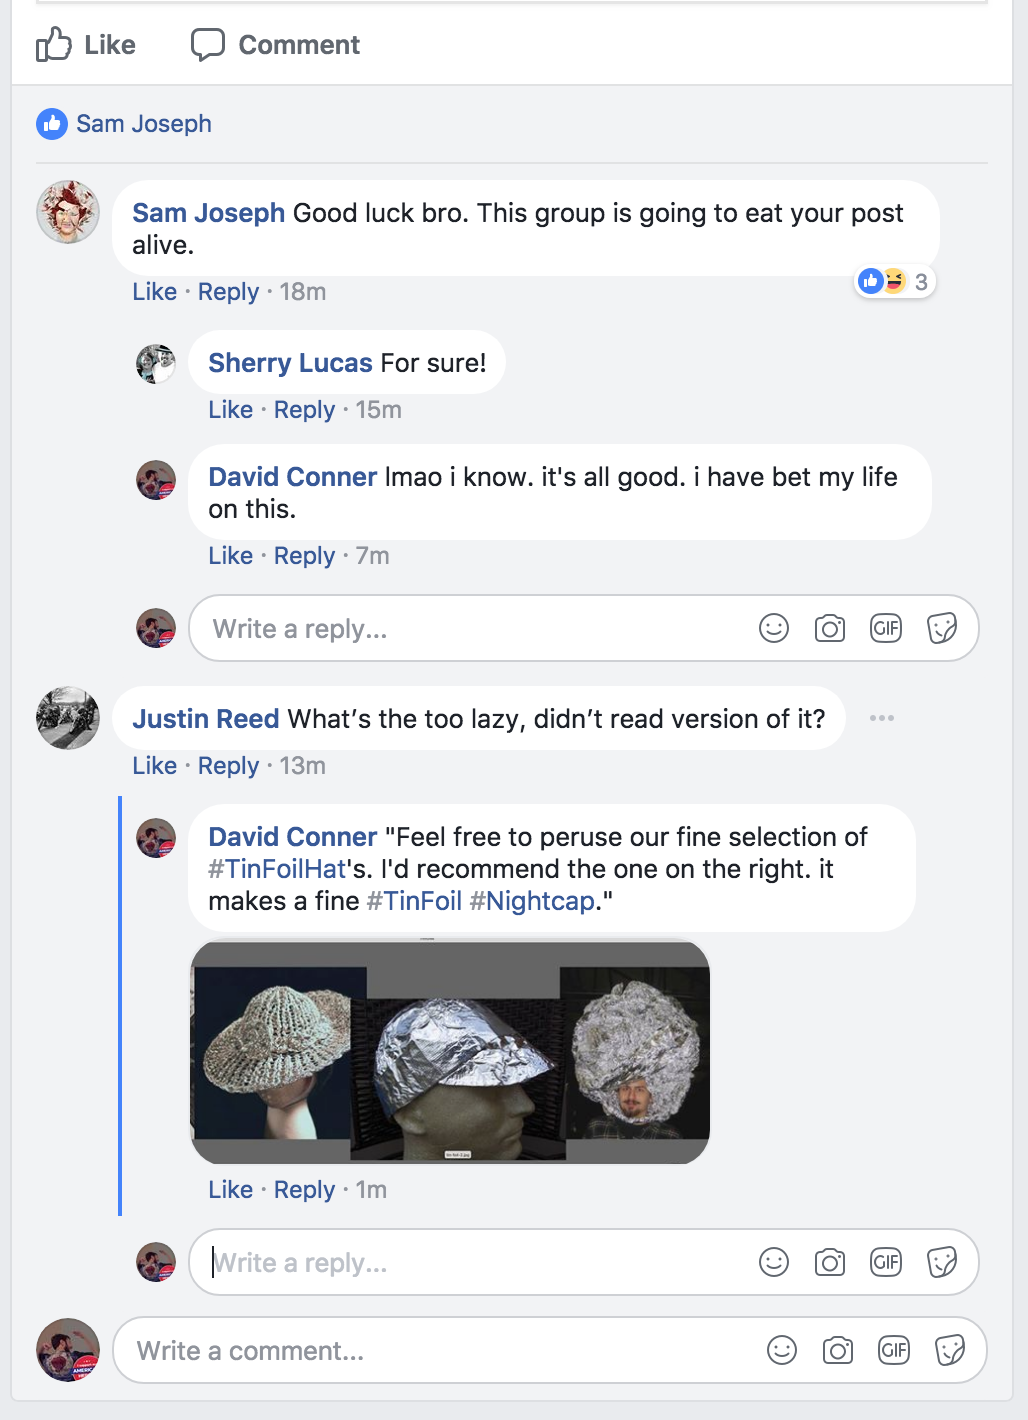 Like Comment
Sam Joseph
Sam Joseph Good luck bro. This group is going to eat your post
alive.
Like · Reply · 18m
3
Sherry Lucas For sure!
Like · Reply · 15m
David Conner lmao i know. it's all good. i have bet my life
on this.
Like · Reply · 7m
Write a reply...
GIF
Justin Reed What’s the too lazy, didn’t read version of it?
Like · Reply · 13m
David Conner "Feel free to peruse our fine selection of
#TinFoilHat's. I'd recommend the one on the right. it
makes a fine #TinFoil #Nightcap."
Like · Reply · 1m
Write a reply...
GIF
Write a comment...
GIF